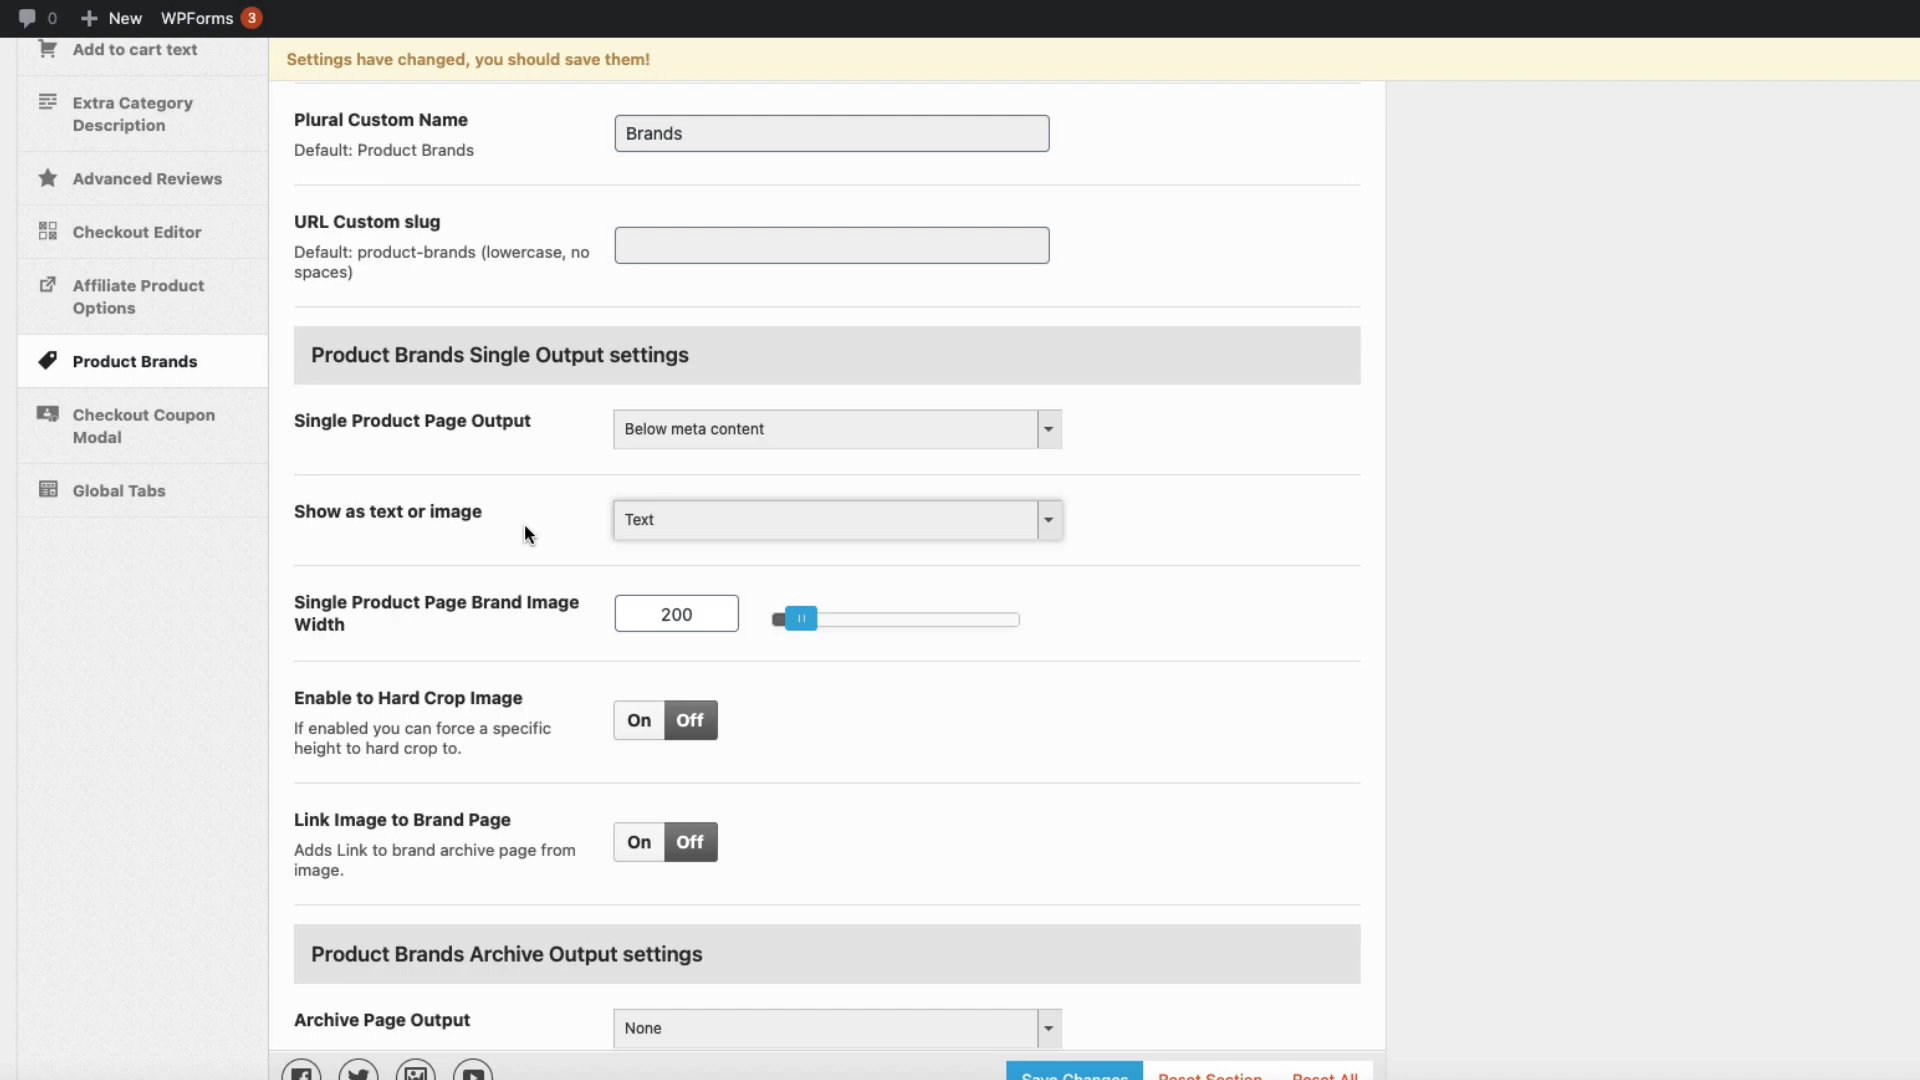 0 New WPForms 3
Add to cart text
Settings have changed, you should save them!
Extra Category
Description
Advanced Reviews
Checkout Editor
Affiliate Product
Options
Product Brands
Checkout Coupon
Modal
Global Tabs
Plural Custom Name
Default: Product Brands
Brands
URL Custom slug
Default: product-brands (lowercase, no
spaces)
Product Brands Single Output settings
Single Product Page Output
Below meta content
Show as text or image
Text
Single Product Page Brand Image
Width
200
Enable to Hard Crop Image
If enabled you can force a specific
height to hard crop to.
On Off
Link Image to Brand Page
Adds Link to brand archive page from
image.
On Off
Product Brands Archive Output settings
Archive Page Output
None
Save Changes Reset Section Reset All